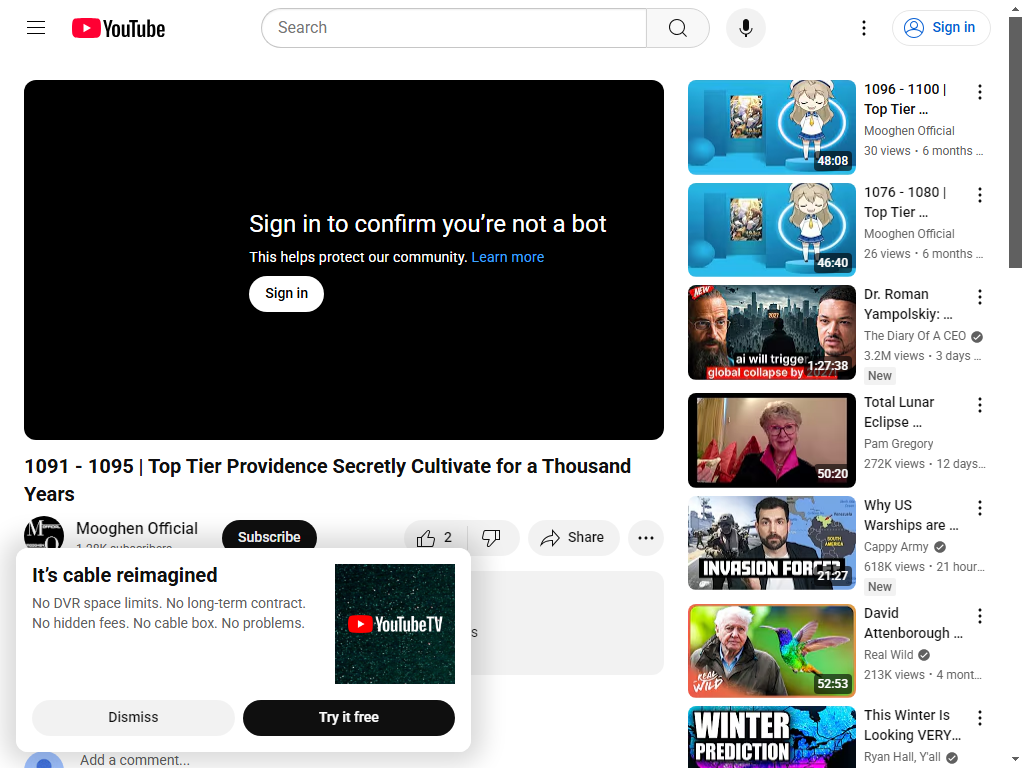 YouTube
Search
Sign in
Sign in to confirm you’re not a bot
This helps protect our community. Learn more
Sign in
1091 - 1095 | Top Tier Providence Secretly Cultivate for a Thousand
Years
Mooghen Official
Subscribe
2
Share
It’s cable reimagined
No DVR space limits. No long-term contract.
No hidden fees. No cable box. No problems.
YouTubeTV
Dismiss
Try it free
Add a comment...
48:08
1096 - 1100 |
Top Tier …
Mooghen Official
30 views • 6 months …
46:40
1076 - 1080 |
Top Tier …
Mooghen Official
26 views • 6 months …
NEW
2027
ai will trigger
global collapse by
1:27:38
Dr. Roman
Yampolskiy: …
The Diary Of A CEO
3.2M views • 3 days …
New
50:20
Total Lunar
Eclipse …
Pam Gregory
272K views • 12 days…
SOUTH
AMERICA
INVASION FORCE?
21:27
Why US
Warships are …
Cappy Army
618K views • 21 hour…
New
REAL
WILD
52:53
David
Attenborough …
Real Wild
213K views • 4 mont…
WINTER
PREDICTION
This Winter Is
Looking VERY…
Ryan Hall, Y'all